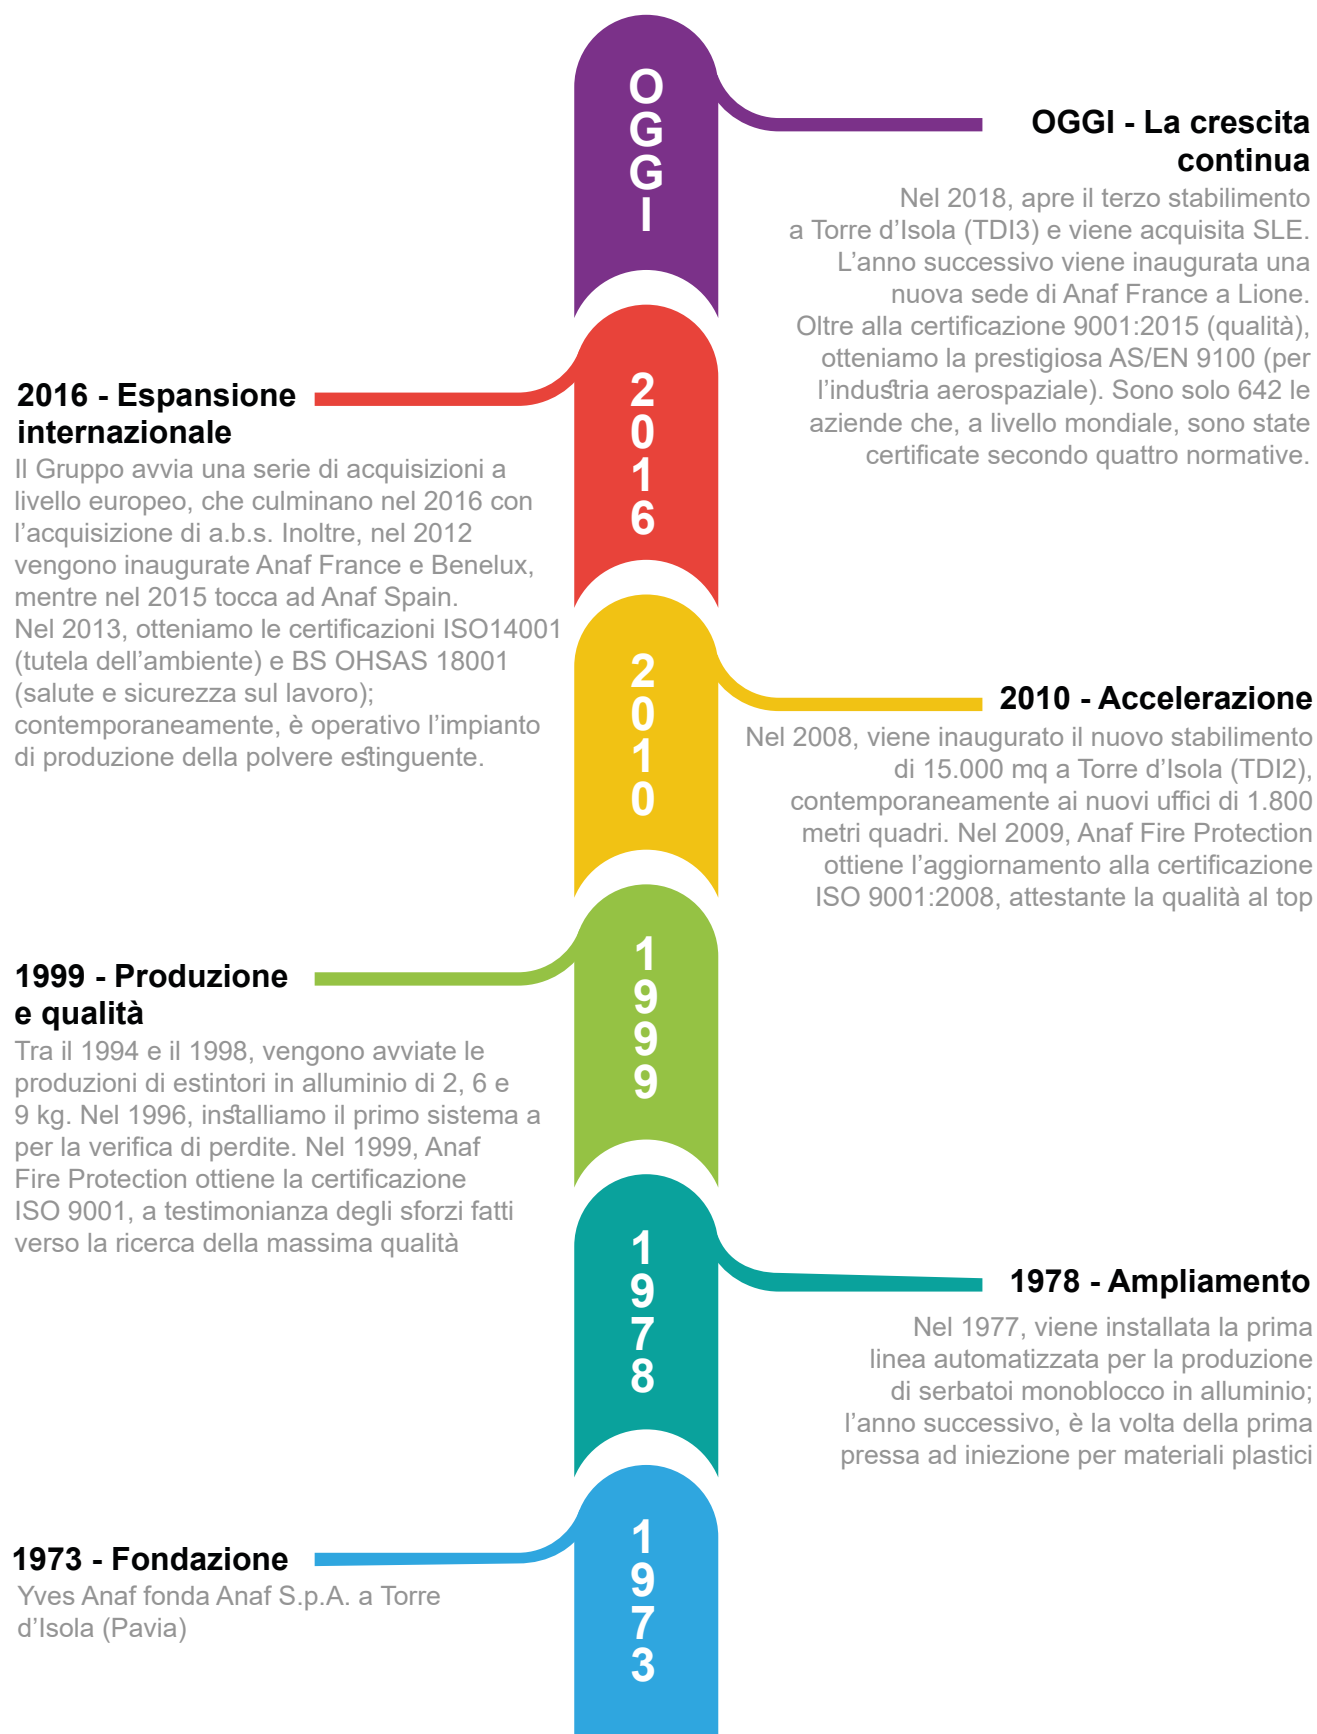 OGGI
OGGI - La crescita
continua
Nel 2018, apre il terzo stabilimento
a Torre d’Isola (TDI3) e viene acquisita SLE.
L’anno successivo viene inaugurata una
nuova sede di Anaf France a Lione.
Oltre alla certificazione 9001:2015 (qualità),
otteniamo la prestigiosa AS/EN 9100 (per
l’industria aerospaziale). Sono solo 642 le
aziende che, a livello mondiale, sono state
certificate secondo quattro normative.
2016
2016 - Espansione
internazionale
Il Gruppo avvia una serie di acquisizioni a
livello europeo, che culminano nel 2016 con
l’acquisizione di a.b.s. Inoltre, nel 2012
vengono inaugurate Anaf France e Benelux,
mentre nel 2015 tocca ad Anaf Spain.
Nel 2013, otteniamo le certificazioni ISO14001
(tutela dell’ambiente) e BS OHSAS 18001
(salute e sicurezza sul lavoro);
contemporaneamente, è operativo l’impianto
di produzione della polvere estinguente.
2010
2010 - Accelerazione
Nel 2008, viene inaugurato il nuovo stabilimento
di 15.000 mq a Torre d’Isola (TDI2),
contemporaneamente ai nuovi uffici di 1.800
metri quadri. Nel 2009, Anaf Fire Protection
ottiene l’aggiornamento alla certificazione
ISO 9001:2008, attestante la qualità al top
1999
1999 - Produzione
e qualità
Tra il 1994 e il 1998, vengono avviate le
produzioni di estintori in alluminio di 2, 6 e
9 kg. Nel 1996, installiamo il primo sistema a
per la verifica di perdite. Nel 1999, Anaf
Fire Protection ottiene la certificazione
ISO 9001, a testimonianza degli sforzi fatti
verso la ricerca della massima qualità
1978
1978 - Ampliamento
Nel 1977, viene installata la prima
linea automatizzata per la produzione
di serbatoi monoblocco in alluminio;
l’anno successivo, è la volta della prima
pressa ad iniezione per materiali plastici
1973
1973 - Fondazione
Yves Anaf fonda Anaf S.p.A. a Torre
d’Isola (Pavia)